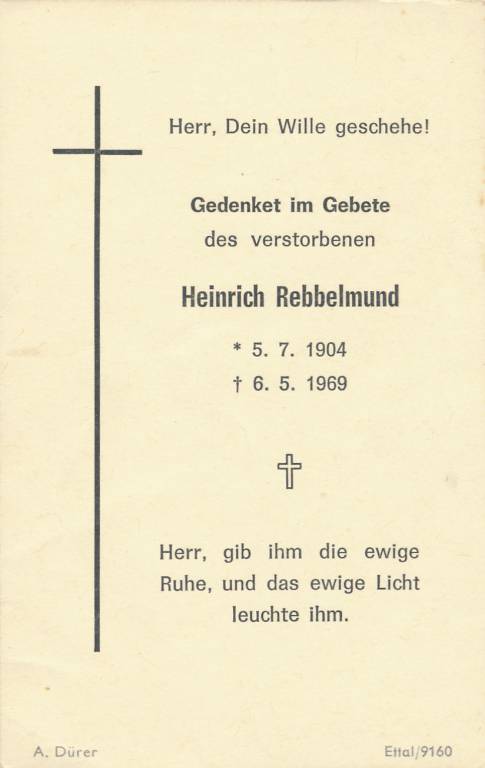 Herr, Dein Wille geschehe!
Gedenket im Gebete
des verstorbenen
Heinrich Rebbelmund
* 5. 7. 1904
† 6. 5. 1969
Herr, gib ihm die ewige
Ruhe, und das ewige Licht
leuchte ihm.
A. Dürer
Ettal/9160